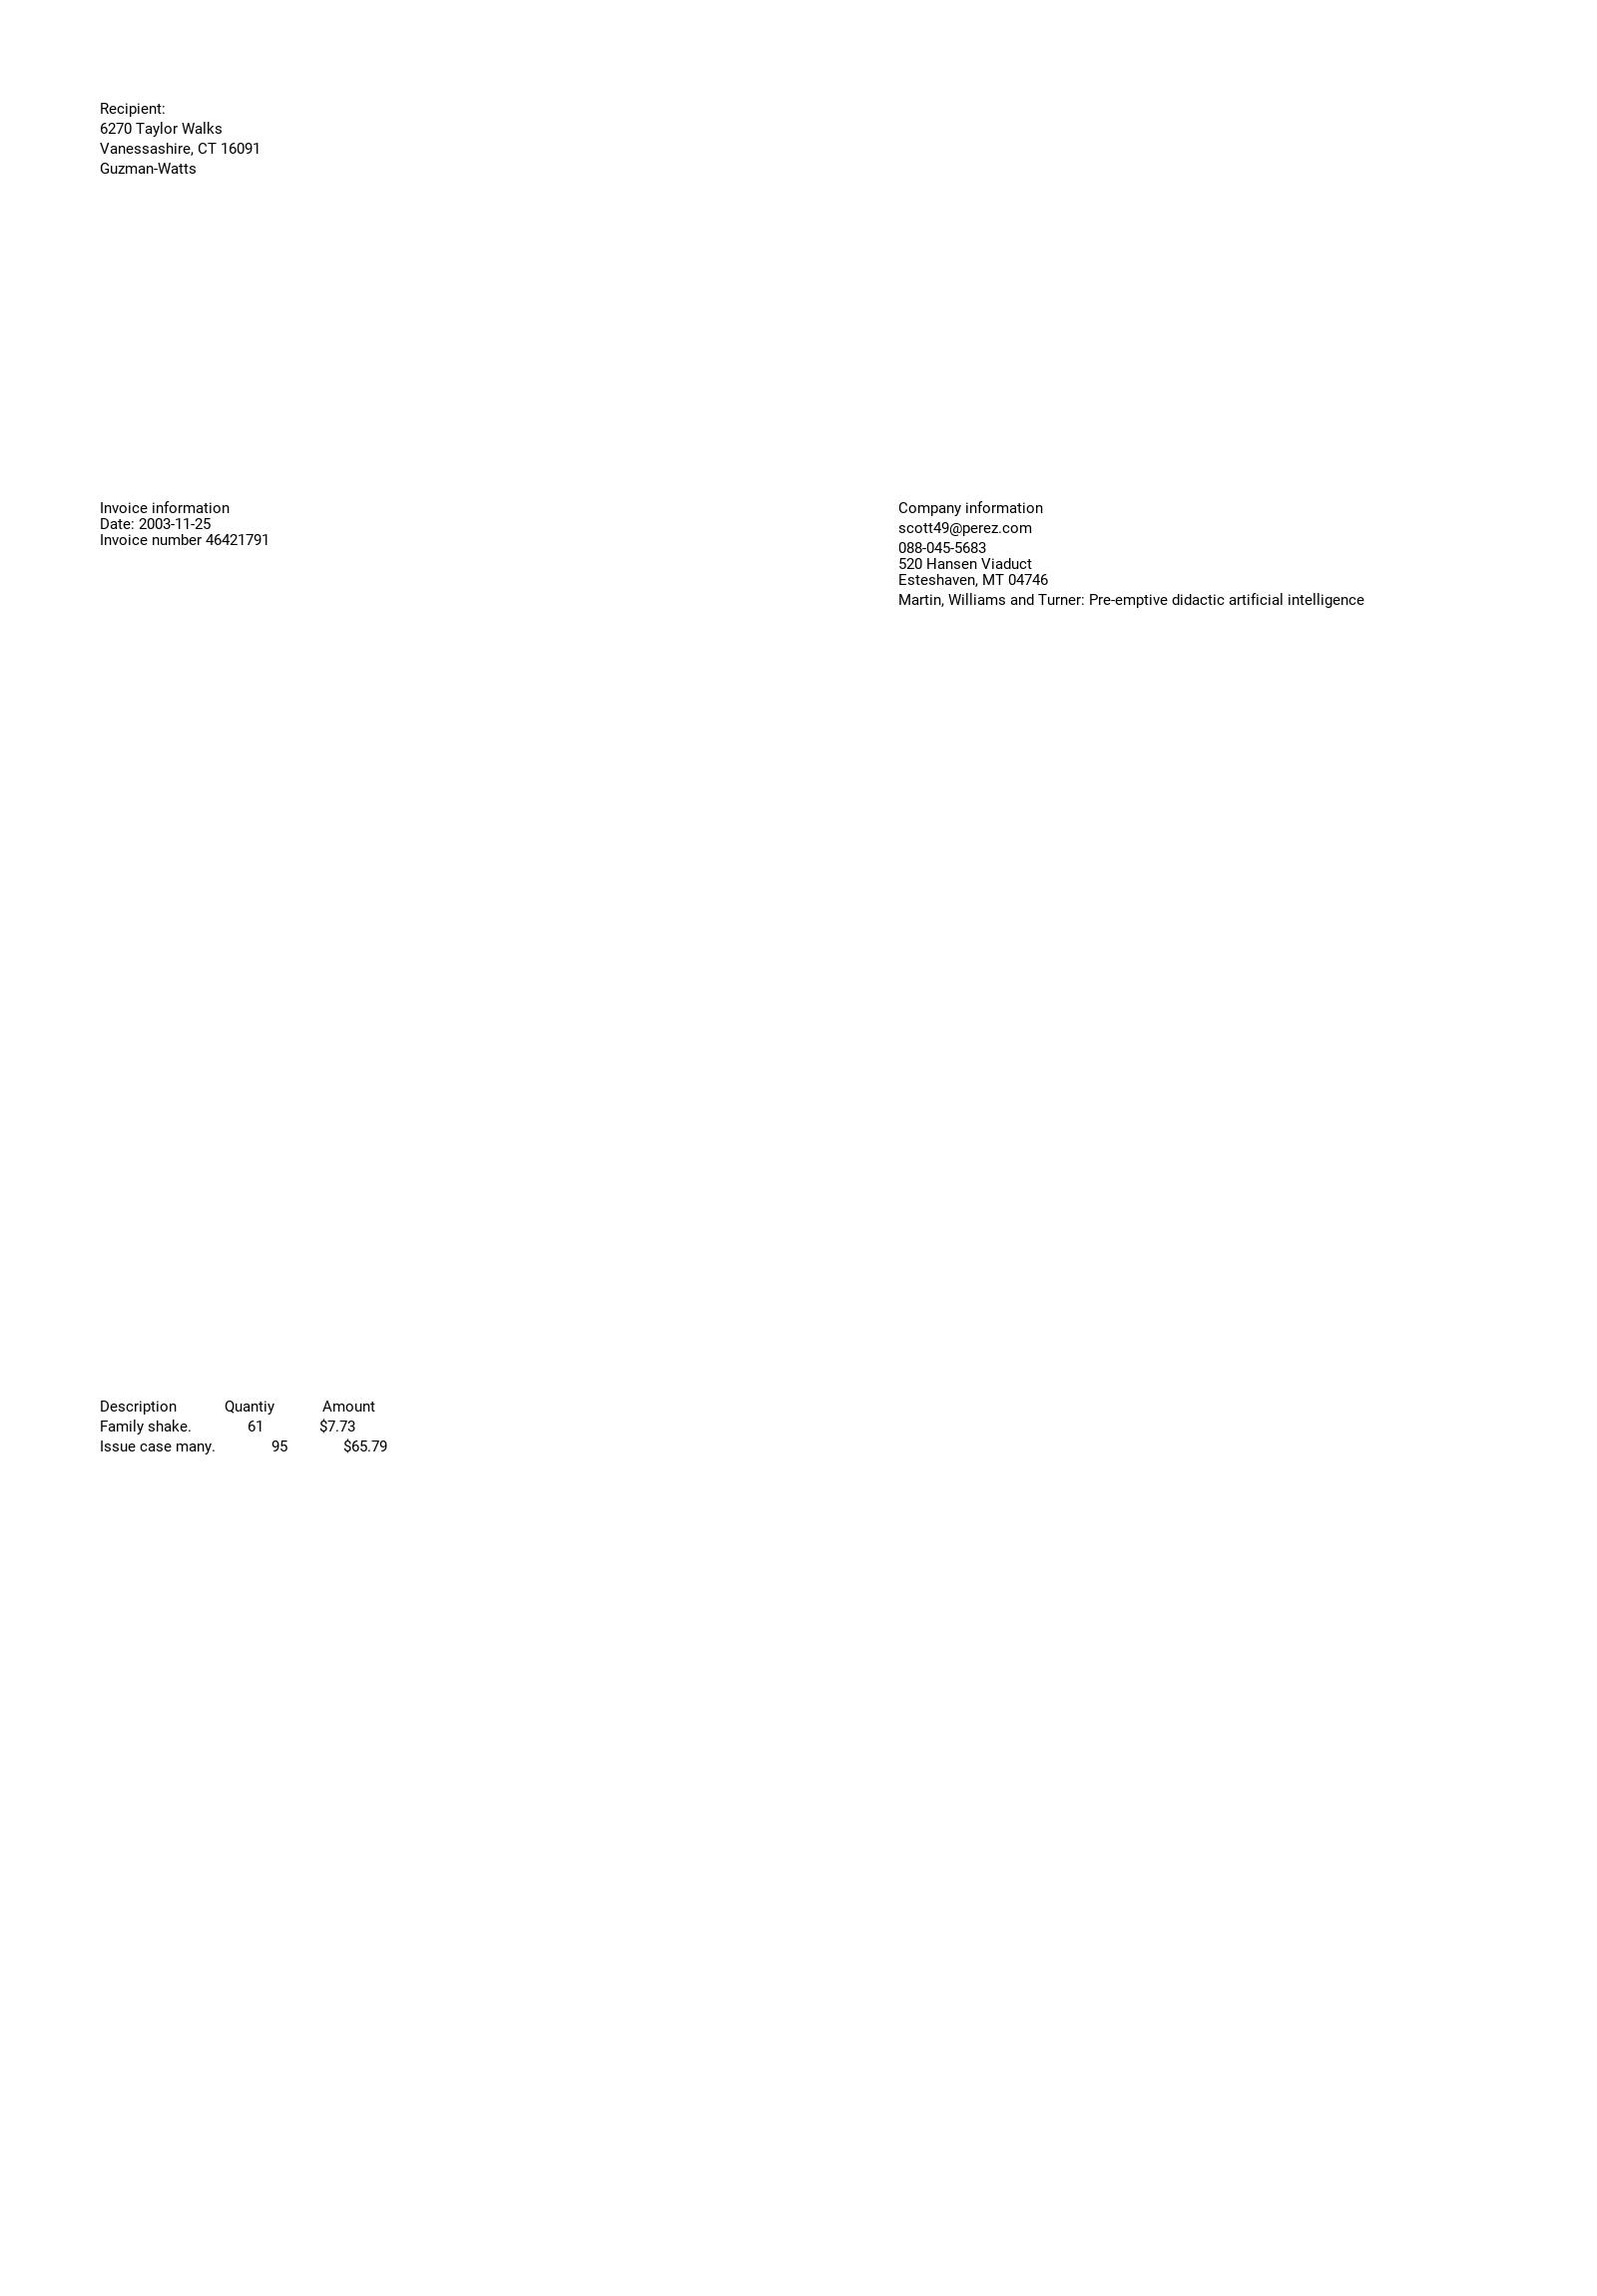 Recipient:
6270 Taylor Walks
Vanessashire, CT 16091
Guzman-Watts
Invoice information
Date: 2003-11-25
Invoice number 46421791
Company information
scott49@perez.com
088-045-5683
520 Hansen Viaduct
Esteshaven, MT 04746
Martin, Williams and Turner: Pre-emptive didactic artificial intelligence
Description Quantiy Amount
Family shake. 61 $7.73
Issue case many. 95 $65.79